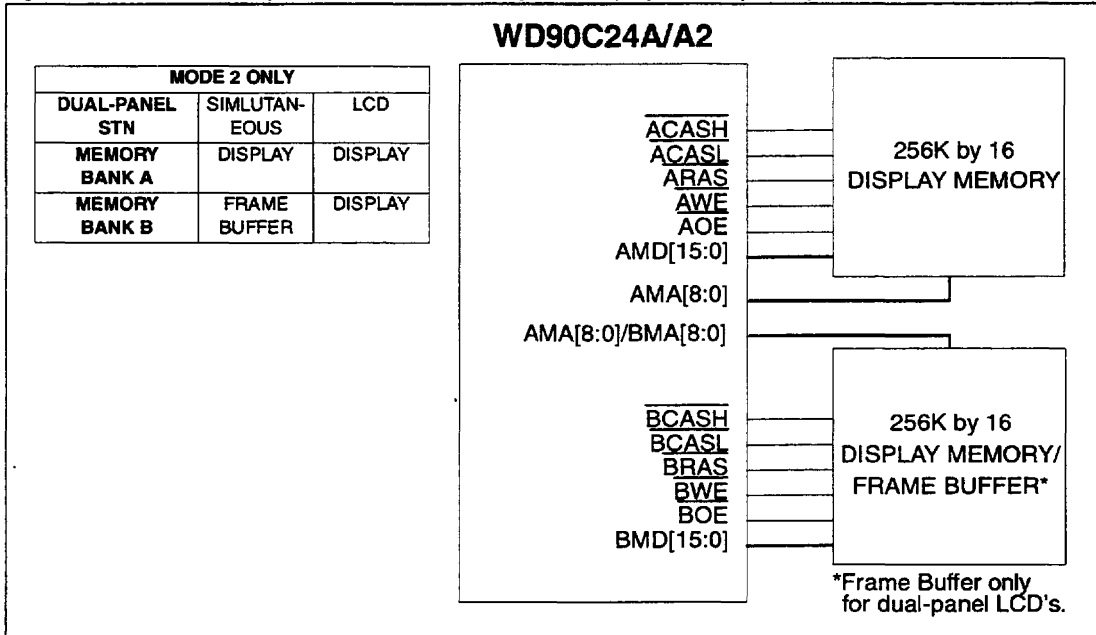 WD90C24A/A2
MODE 2 ONLY
DUAL-PANEL STN SIMLUTAN-EOUS LCD
MEMORY BANK A DISPLAY DISPLAY
MEMORY BANK B FRAME BUFFER DISPLAY
ACASH
ACASL
ARAS
AWE
AOE
AMD[15:0]
AMA[8:0]
AMA[8:0]/BMA[8:0]
BCASH
BCASL
BRAS
BWE
BOE
BMD[15:0]
256K by 16
DISPLAY MEMORY
256K by 16
DISPLAY MEMORY/
FRAME BUFFER*
*Frame Buffer only
for dual-panel LCD's.